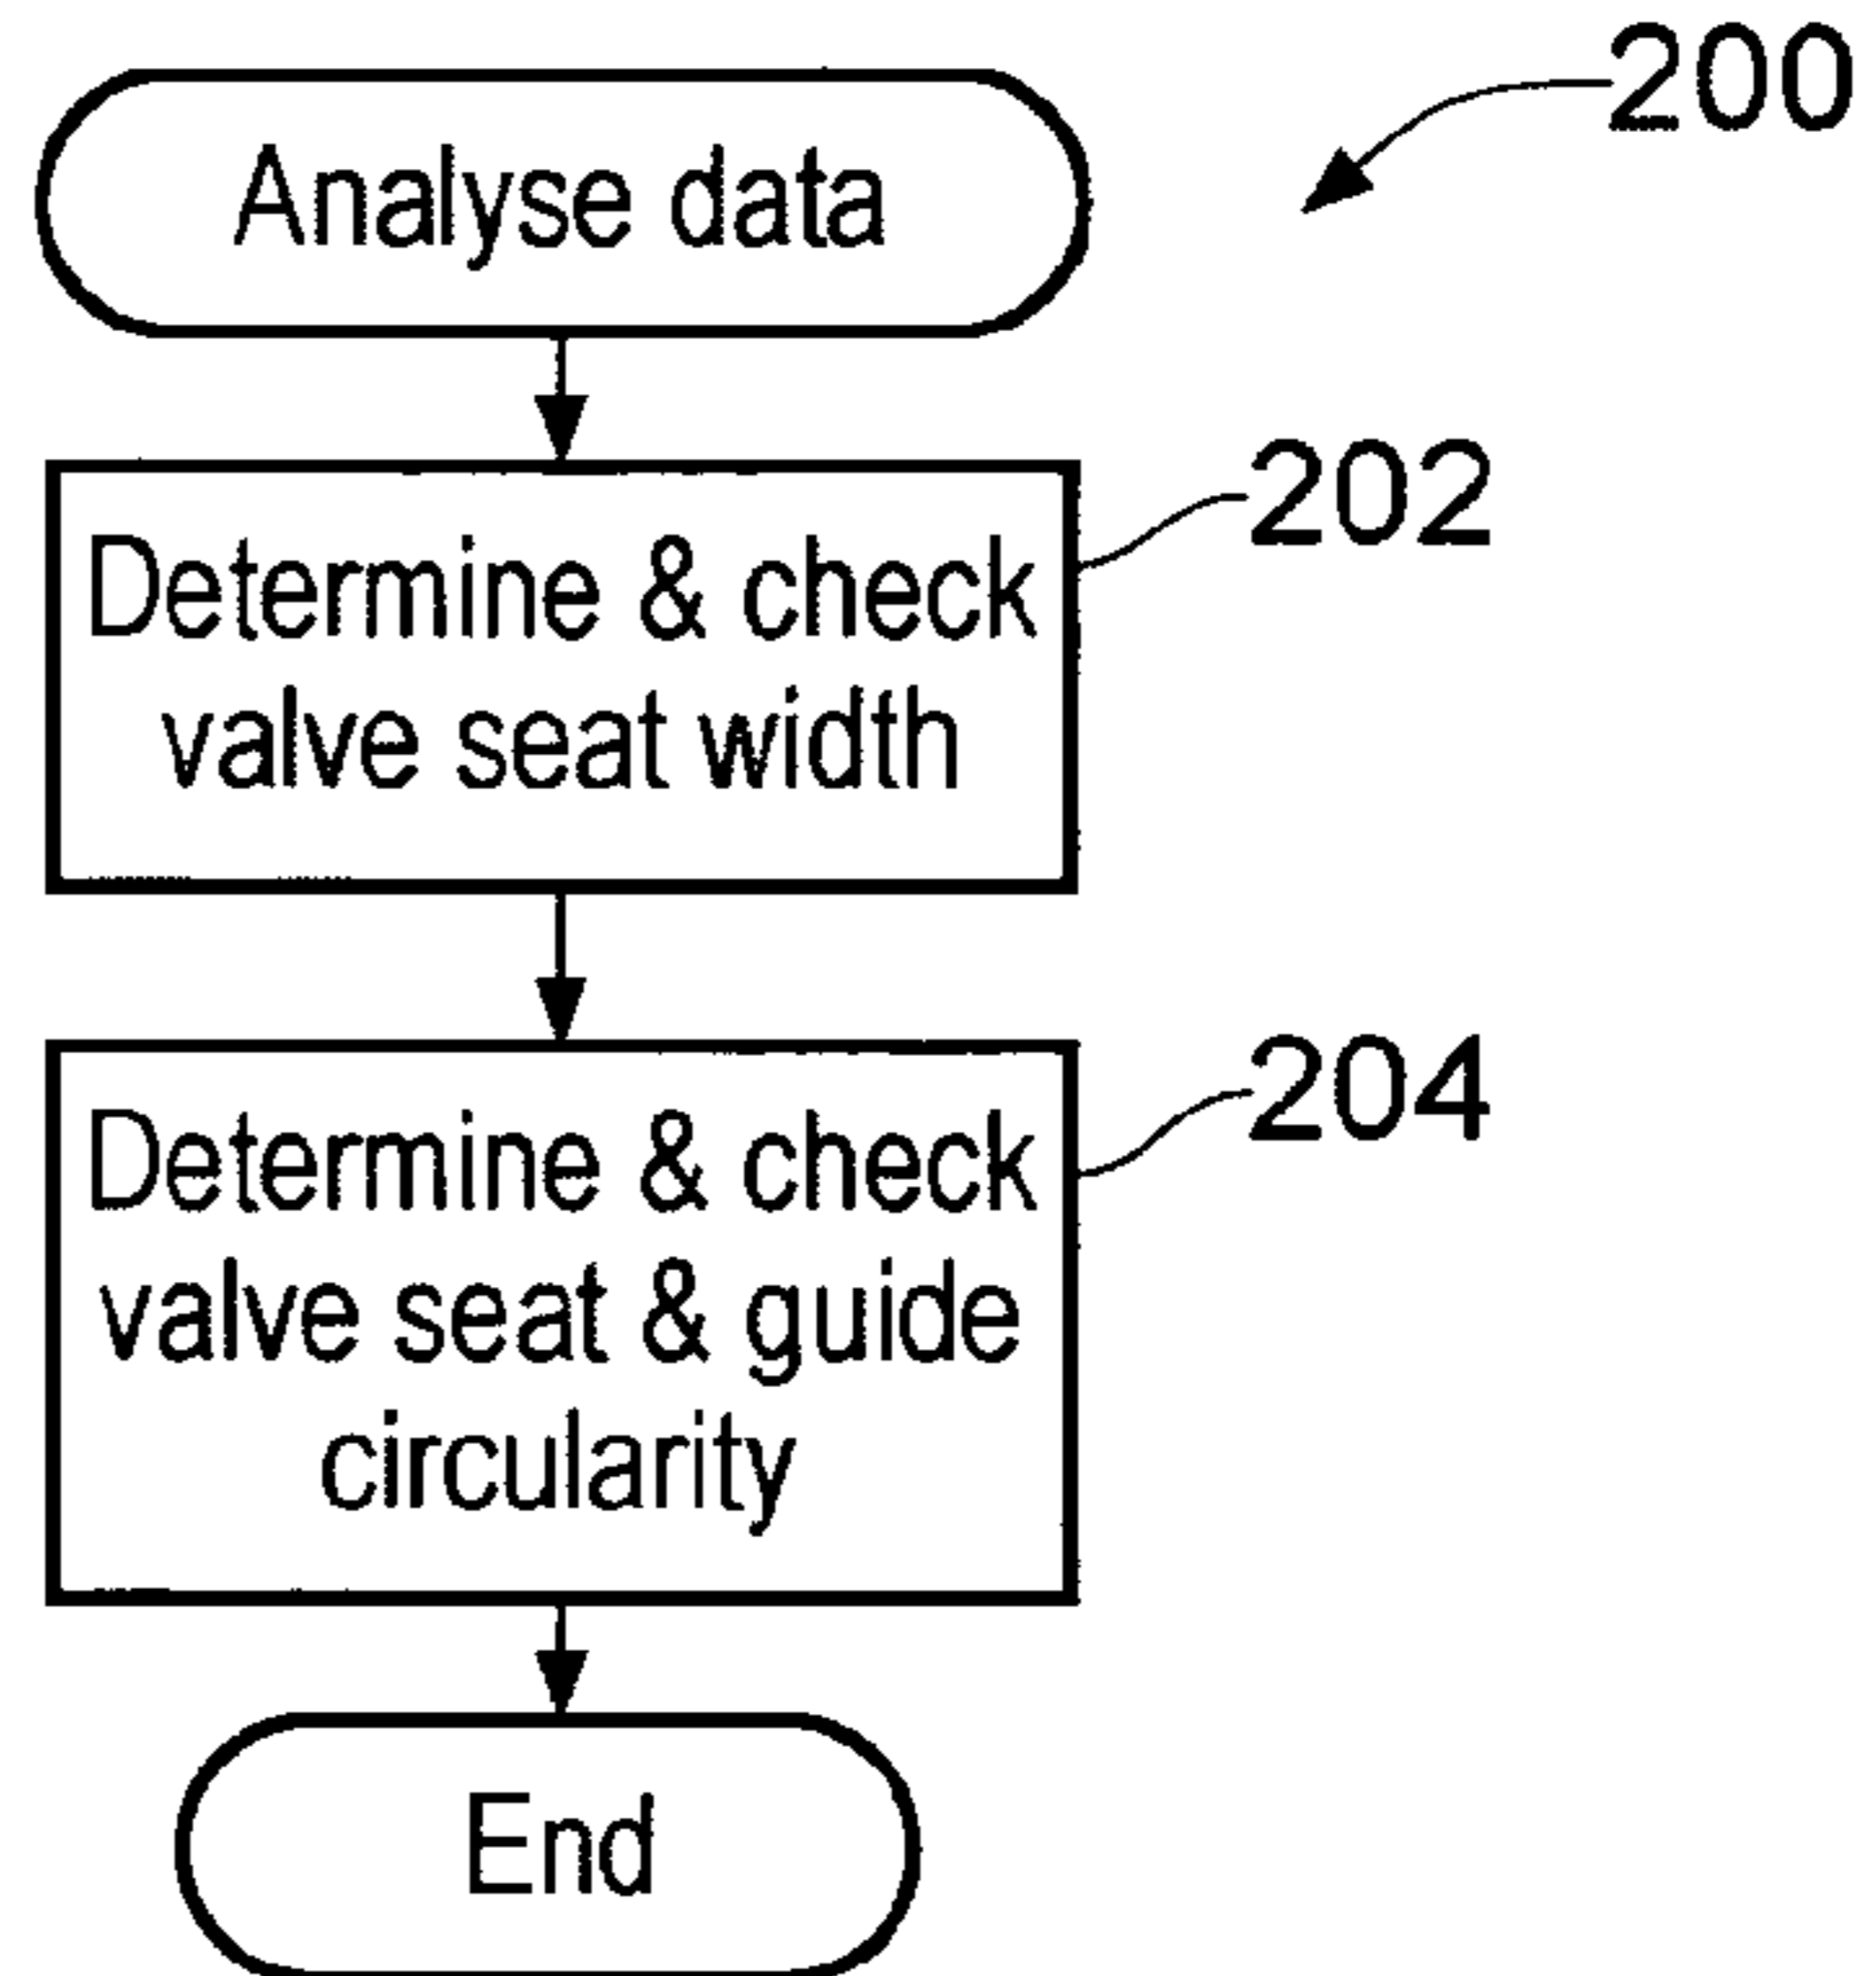 200
Analyse data
202
Determine & check
valve seat width
204
Determine & check
valve seat & guide
circularity
End